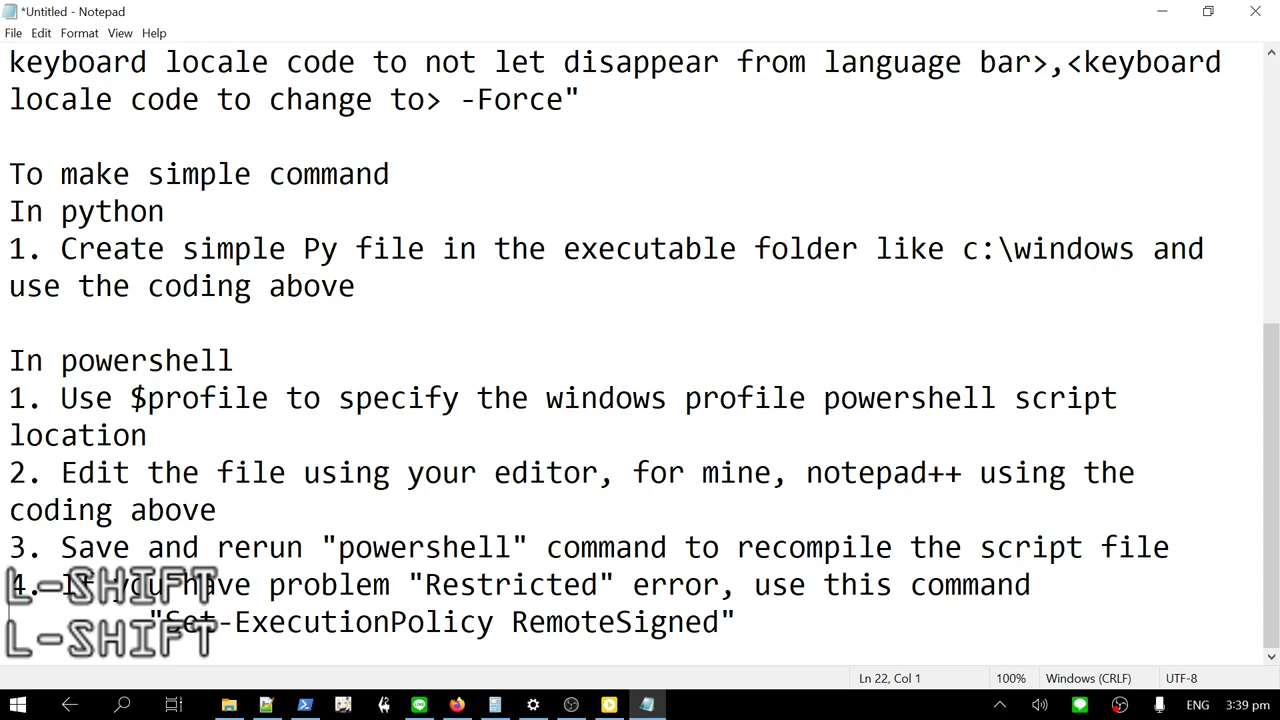 *Untitled - Notepad
File Edit Format View Help
keyboard locale code to not let disappear from language bar>,<keyboard
locale code to change to> -Force"
To make simple command
In python
1. Create simple Py file in the executable folder like c:\windows and
use the coding above
In powershell
1. Use $profile to specify the windows profile powershell script
location
2. Edit the file using your editor, for mine, notepad++ using the
coding above
3. Save and rerun "powershell" command to recompile the script file
4. If you have problem "Restricted" error, use this command
"Set-ExecutionPolicy RemoteSigned"
L-SHIFT
L-SHIFT
Ln 22, Col 1 100% Windows (CRLF) UTF-8
ENG 3:39 pm